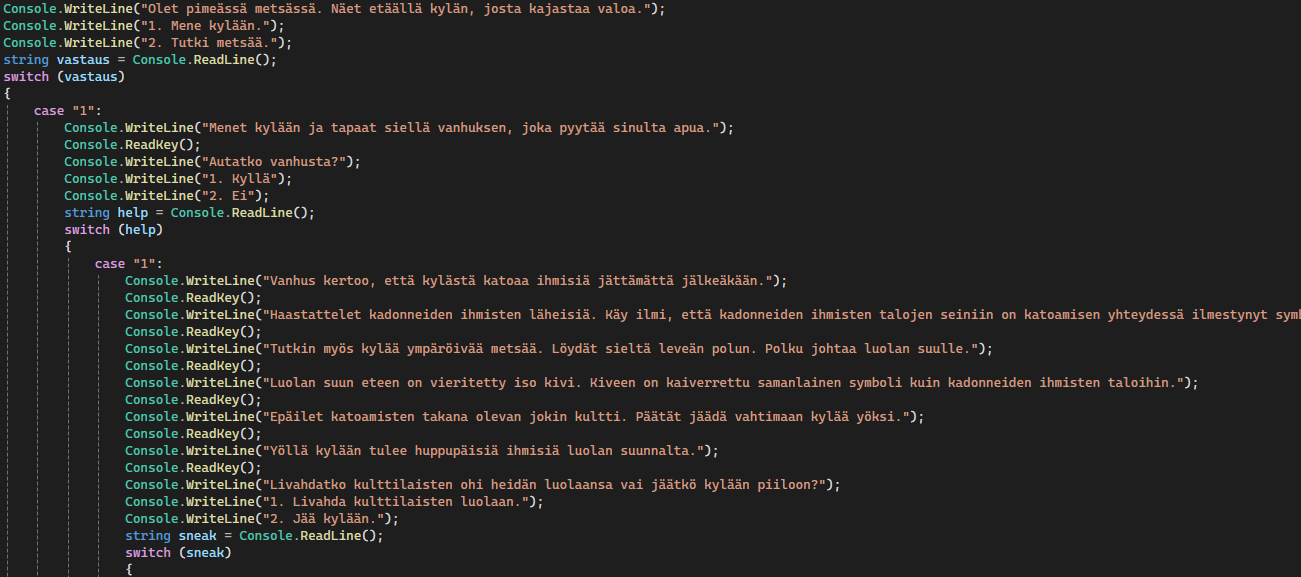 Console.WriteLine("Olet pimeässä metsässä. Näet etäällä kylän, josta kajastaa valoa.");
Console.WriteLine("1. Mene kylään.");
Console.WriteLine("2. Tutki metsää.");
string vastaus = Console.ReadLine();
switch (vastaus)
{
case "1":
Console.WriteLine("Menet kylään ja tapaat siellä vanhuksen, joka pyytää sinulta apua.");
Console.ReadKey();
Console.WriteLine("Autatko vanhusta?");
Console.WriteLine("1. Kyllä");
Console.WriteLine("2. Ei");
string help = Console.ReadLine();
switch (help)
{
case "1":
Console.WriteLine("Vanhus kertoo, että kylästä katoaa ihmisiä jättämättä jälkeäkään.");
Console.ReadKey();
Console.WriteLine("Haastattelet kadonneiden ihmisten läheisiä. Käy ilmi, että kadonneiden ihmisten talojen seiniin on katoamisen yhteydessä ilmestynyt
Console.ReadKey();
Console.WriteLine("Tutkin myös kylää ympäröivää metsää. Löydät sieltä leveän polun. Polku johtaa luolan suulle.");
Console.ReadKey();
Console.WriteLine("Luolan suun eteen on vieritetty iso kivi. Kiveen on kaiverrettu samanlainen symboli kuin kadonneiden ihmisten taloihin.");
Console.ReadKey();
Console.WriteLine("Epäilet katoamisten takana olevan jokin kultti. Päätät jäädä vahtimaan kylää yöksi.");
Console.ReadKey();
Console.WriteLine("Yöllä kylään tulee huppupäisiä ihmisiä luolan suunnalta.");
Console.ReadKey();
Console.WriteLine("Livahdatko kulttilaisten ohi heidän luolaansa vai jäätkö kylään piiloon?");
Console.WriteLine("1. Livahda kulttilaisten luolaan.");
Console.WriteLine("2. Jää kylään.");
string sneak = Console.ReadLine();
switch (sneak)
{